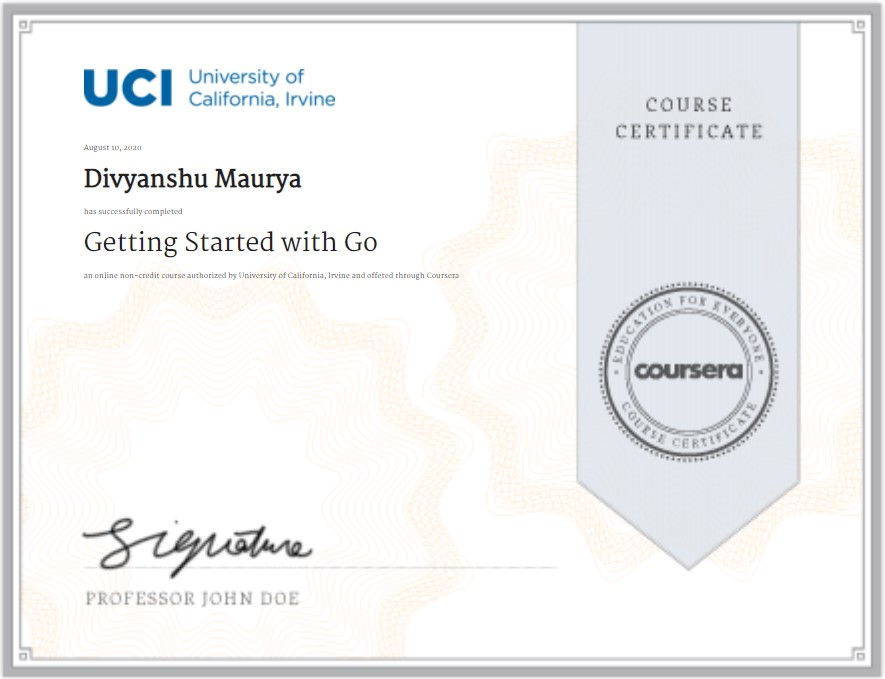 UCI University of
California, Irvine
COURSE
CERTIFICATE
August 10, 2020
Divyanshu Maurya
has successfully completed
Getting Started with Go
an online non-credit course authorized by University of California, Irvine and offered through Coursera
EDUCATION FOR EVERYONE
coursera
COURSE CERTIFICATE
Signature
PROFESSOR JOHN DOE